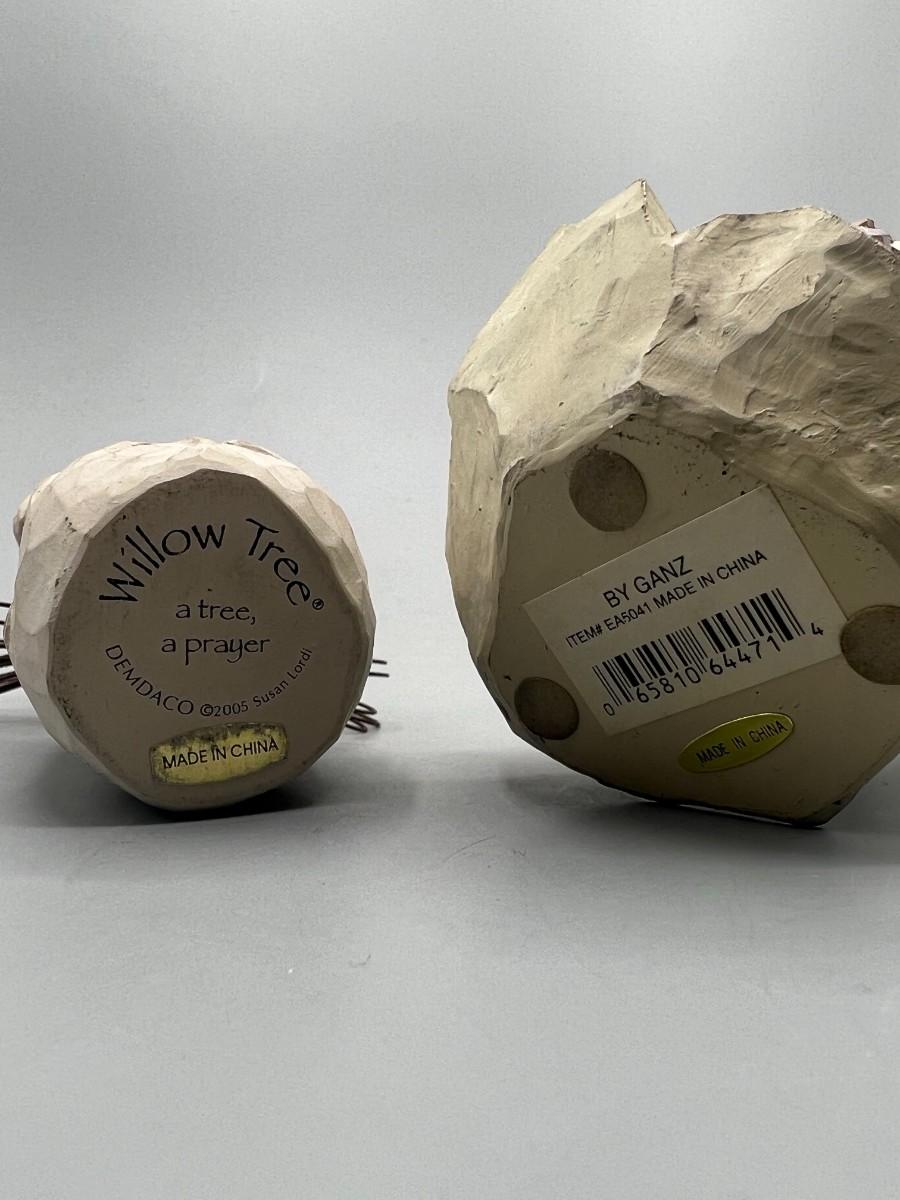 Willow Tree®
a tree,
a prayer
DEMDACO ©2005 Susan Lordi
MADE IN CHINA
BY GANZ
ITEM# EA5041 MADE IN CHINA
0 65810 64471 4
MADE IN CHINA